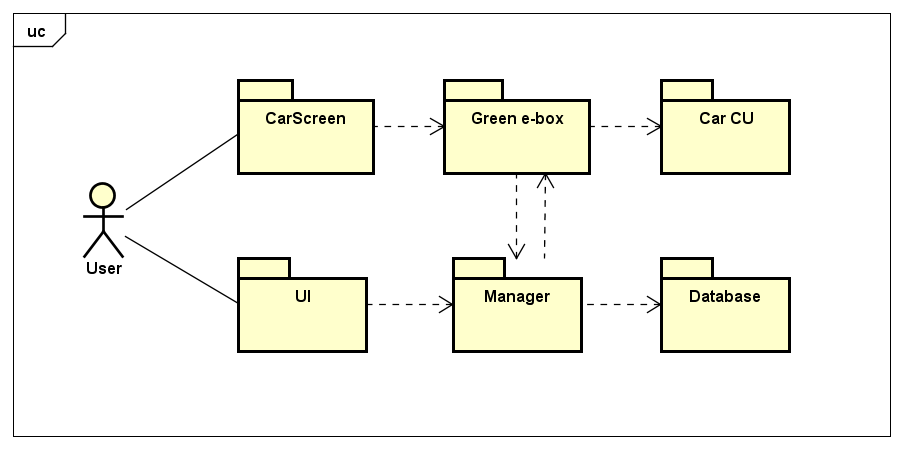 uc
CarScreen
Green e-box
Car CU
User
UI
Manager
Database